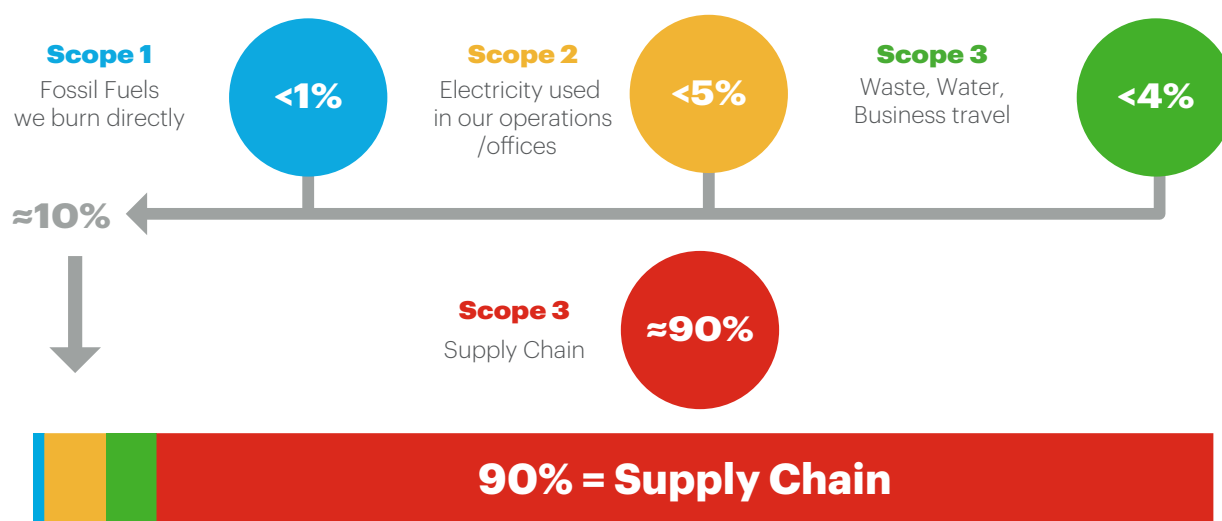 Scope 1
Fossil Fuels
we burn directly
<1%
Scope 2
Electricity used
in our operations
/offices
<5%
Scope 3
Waste, Water,
Business travel
<4%
≈10%
Scope 3
Supply Chain
≈90%
90% = Supply Chain